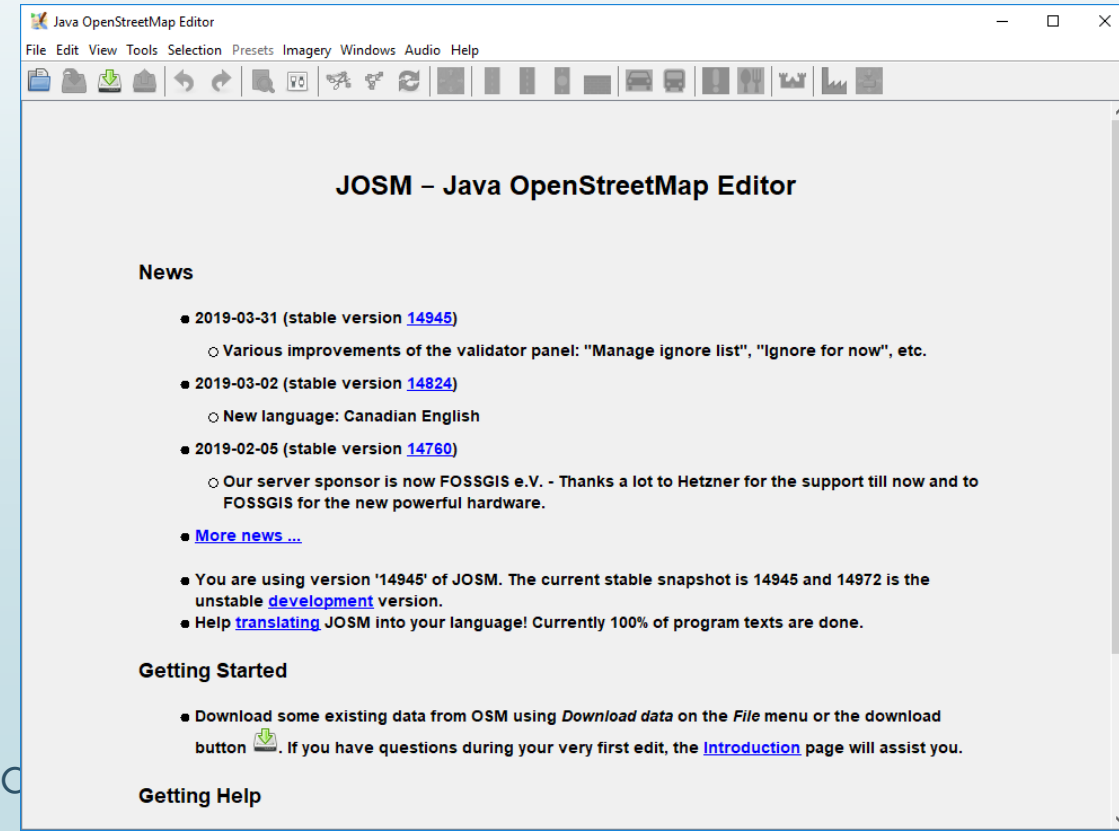 Java OpenStreetMap Editor
File Edit View Tools Selection Presets Imagery Windows Audio Help
JOSM – Java OpenStreetMap Editor
News
2019-03-31 (stable version 14945)
Various improvements of the validator panel: "Manage ignore list", "Ignore for now", etc.
2019-03-02 (stable version 14824)
New language: Canadian English
2019-02-05 (stable version 14760)
Our server sponsor is now FOSSGIS e.V. - Thanks a lot to Hetzner for the support till now and to
FOSSGIS for the new powerful hardware.
More news ...
You are using version '14945' of JOSM. The current stable snapshot is 14945 and 14972 is the
unstable development version.
Help translating JOSM into your language! Currently 100% of program texts are done.
Getting Started
Download some existing data from OSM using Download data on the File menu or the download
button . If you have questions during your very first edit, the Introduction page will assist you.
Getting Help